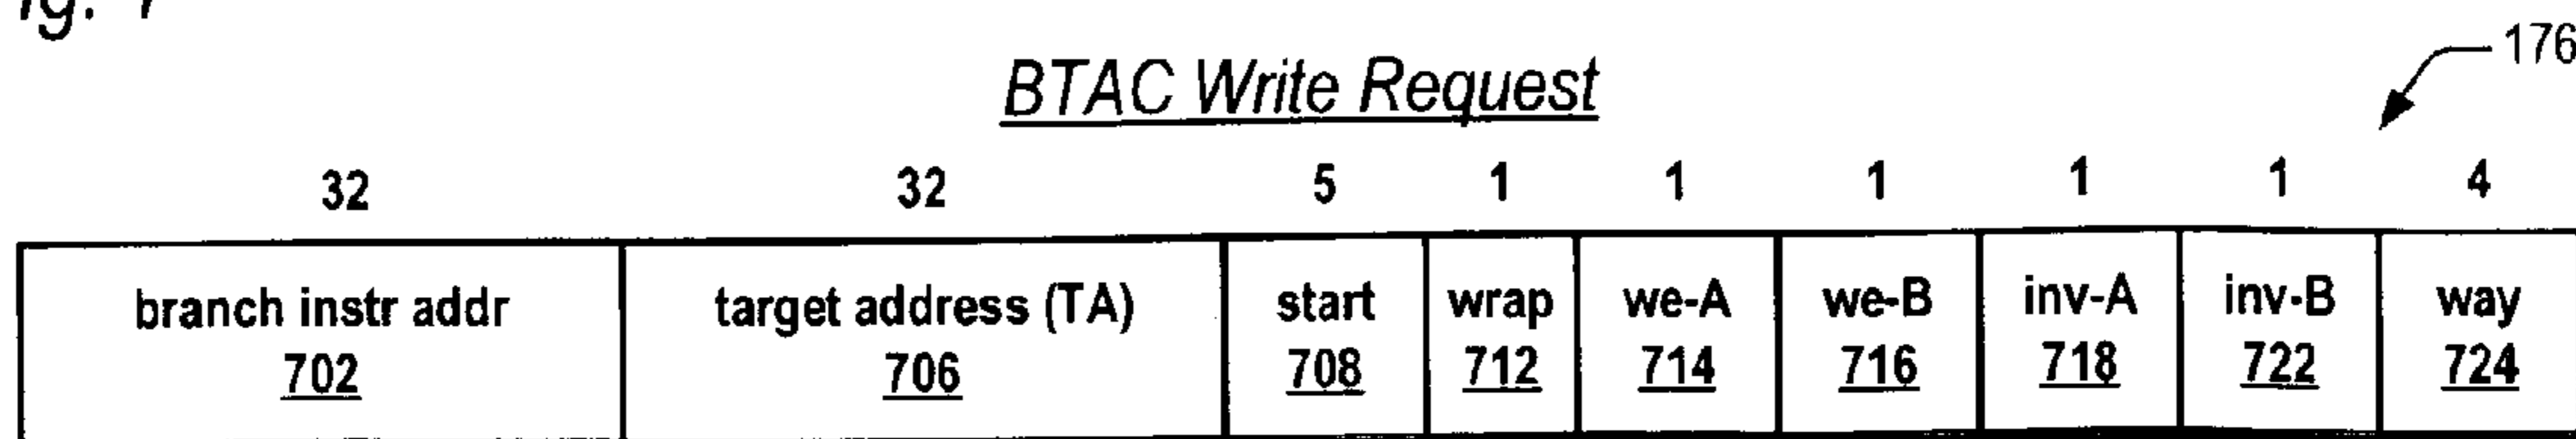 BTAC Write Request
176
32 32 5 1 1 1 1 1 4
branch instr addr target address (TA) start wrap we-A we-B inv-A inv-B way
702 706 708 712 714 716 718 722 724